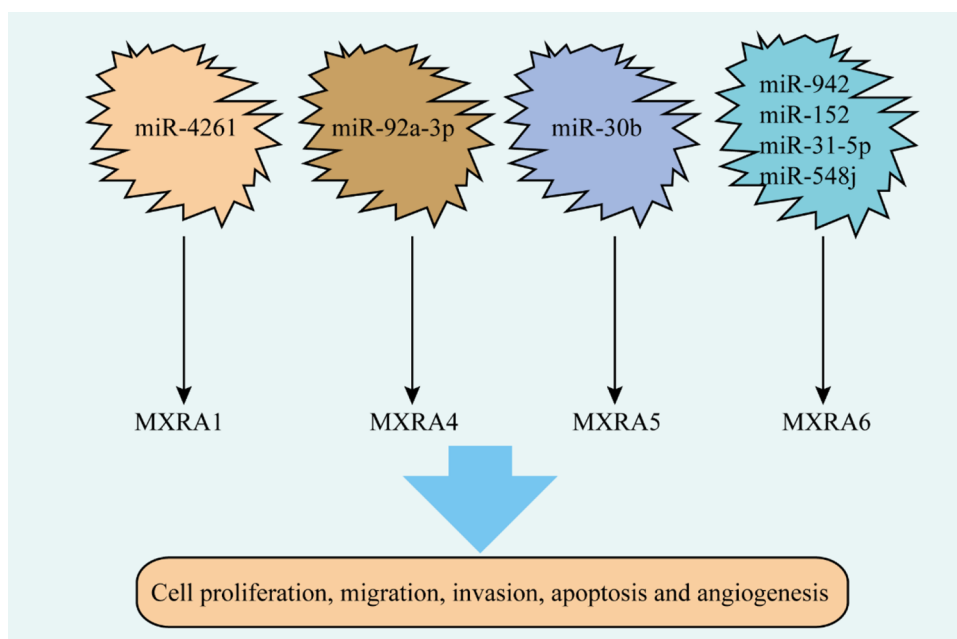 miR-4261
miR-92a-3p
miR-30b
miR-942
miR-152
miR-31-5p
miR-548j
MXRA1
MXRA4
MXRA5
MXRA6
Cell proliferation, migration, invasion, apoptosis and angiogenesis